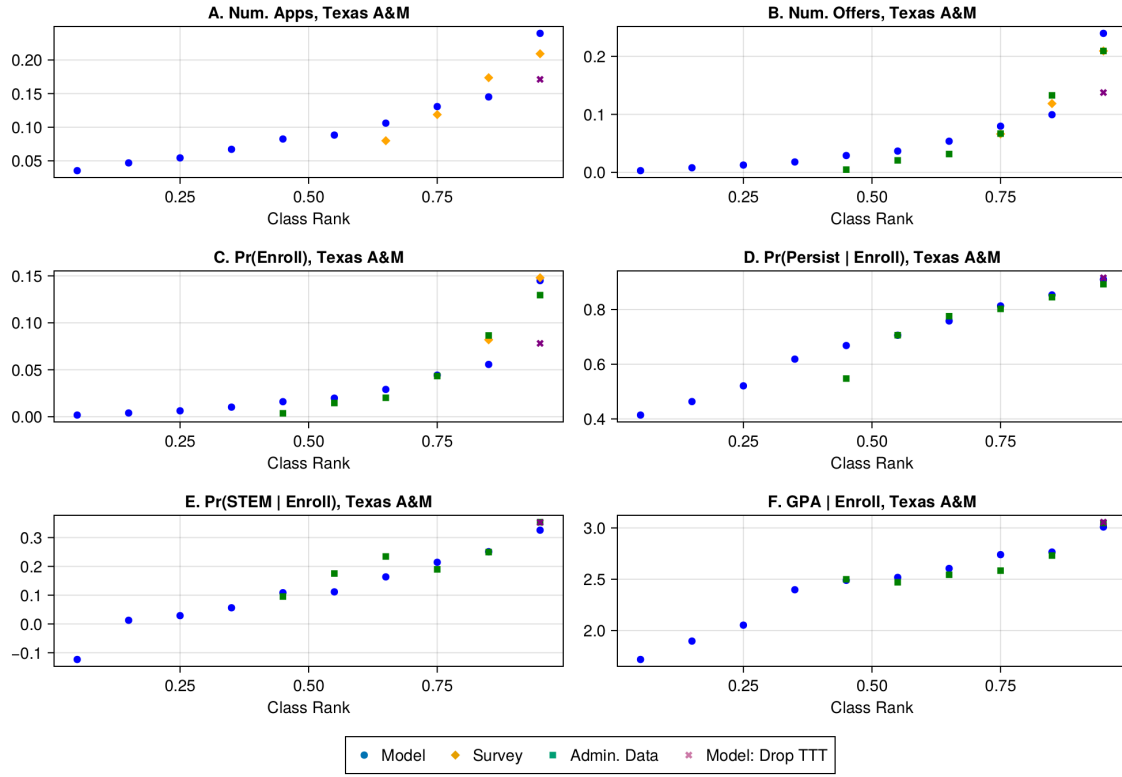 A. Num. Apps, Texas A&M
0.20
0.15
0.10
0.05
0.25 0.50 0.75
Class Rank
B. Num. Offers, Texas A&M
0.2
0.1
0.0
0.25 0.50 0.75
Class Rank
C. Pr(Enroll), Texas A&M
0.15
0.10
0.05
0.00
0.25 0.50 0.75
Class Rank
D. Pr(Persist | Enroll), Texas A&M
0.8
0.6
0.4
0.25 0.50 0.75
Class Rank
E. Pr(STEM | Enroll), Texas A&M
0.3
0.2
0.1
0.0
−0.1
0.25 0.50 0.75
Class Rank
F. GPA | Enroll, Texas A&M
3.0
2.5
2.0
0.25 0.50 0.75
Class Rank
Model Survey Admin. Data Model: Drop TTT